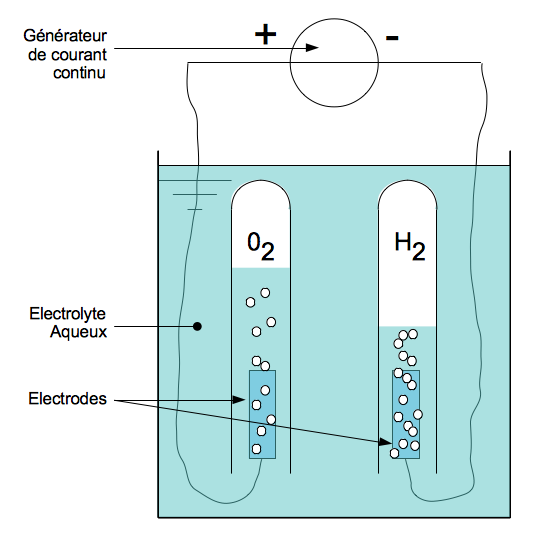 Générateur
de courant
continu
+ -
02
H2
Electrolyte
Aqueux
Electrodes